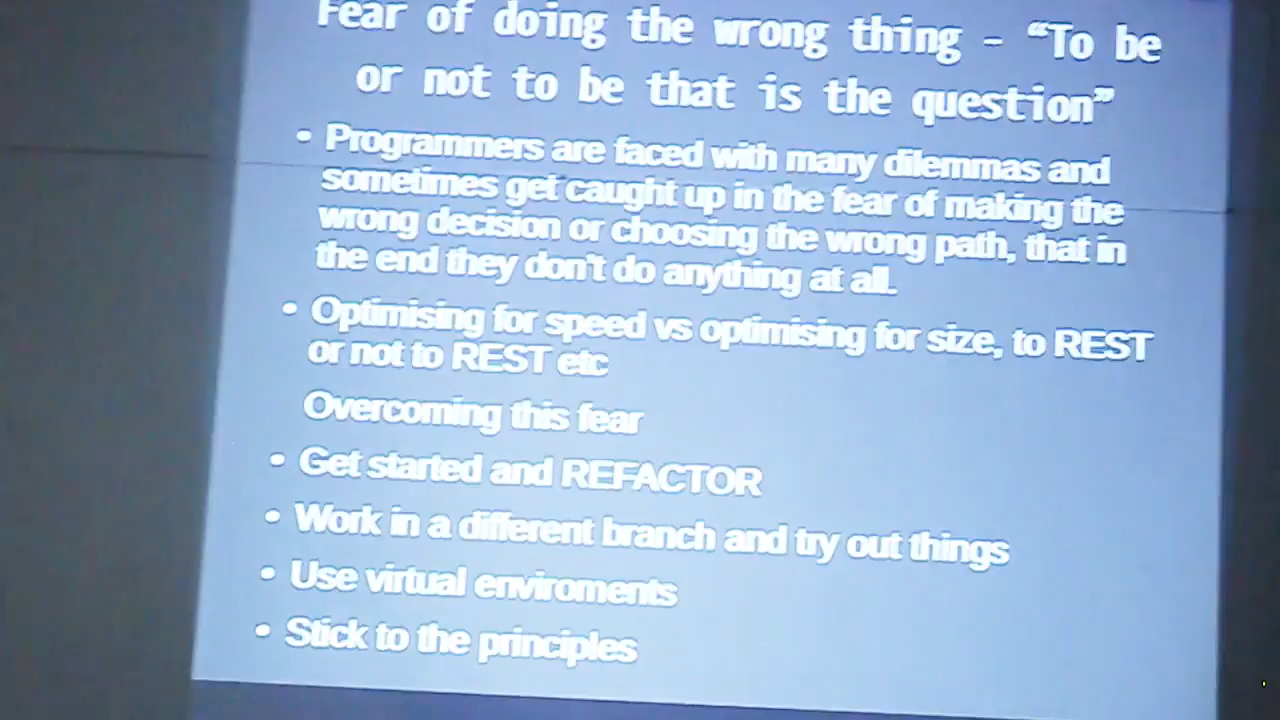 Fear of doing the wrong thing - “To be
or not to be that is the question”
• Programmers are faced with many dilemmas and
sometimes get caught up in the fear of making the
wrong decision or choosing the wrong path, that in
the end they don't do anything at all.
• Optimising for speed vs optimising for size, to REST
or not to REST etc
Overcoming this fear
• Get started and REFACTOR
• Work in a different branch and try out things
• Use virtual enviroments
• Stick to the principles